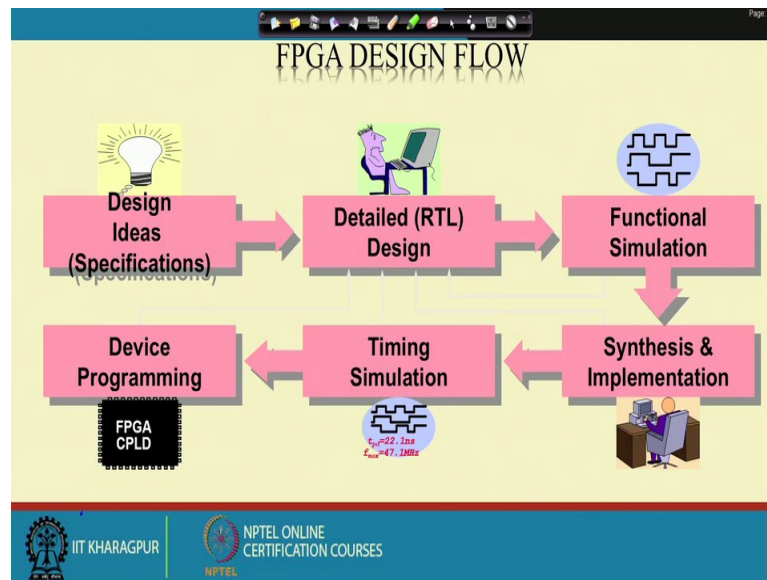 Page:
FPGA DESIGN FLOW
Design
Ideas
(Specifications)
Detailed (RTL)
Design
Functional
Simulation
Device
Programming
Timing
Simulation
Synthesis &
Implementation
FPGA
CPLD
=22.1ns
fmax=47.1MHz
IIT KHARAGPUR
NPTEL
NPTEL ONLINE
CERTIFICATION COURSES